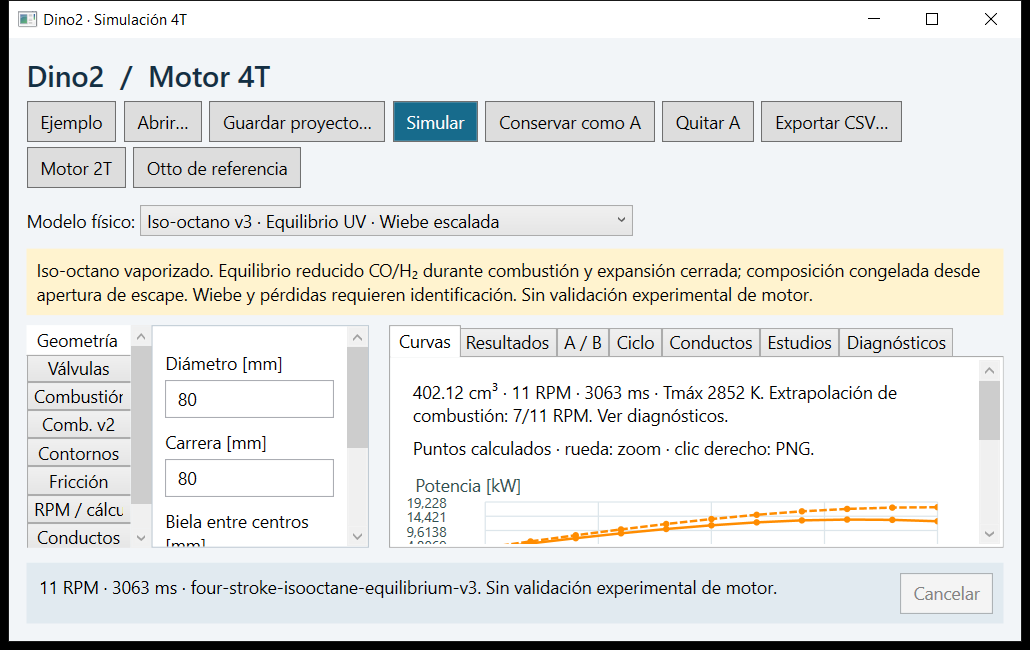 Dino2 · Simulación 4T
Dino2 / Motor 4T
Ejemplo
Abrir...
Guardar proyecto...
Simular
Conservar como A
Quitar A
Exportar CSV...
Motor 2T
Otto de referencia
Modelo físico:
Iso-octano v3 · Equilibrio UV · Wiebe escalada
Iso-octano vaporizado. Equilibrio reducido CO/H₂ durante combustión y expansión cerrada; composición congelada desde
apertura de escape. Wiebe y pérdidas requieren identificación. Sin validación experimental de motor.
Geometría
Válvulas
Combustión
Comb. v2
Contornos
Fricción
RPM / cálcu
Conductos
Diámetro [mm]
80
Carrera [mm]
80
Biela entre centros
[mm]
Curvas
Resultados
A / B
Ciclo
Conductos
Estudios
Diagnósticos
402.12 cm³ · 11 RPM · 3063 ms · Tmáx 2852 K. Extrapolación de
combustión: 7/11 RPM. Ver diagnósticos.
Puntos calculados · rueda: zoom · clic derecho: PNG.
Potencia [kW]
19,228
14,421
9,6138
11 RPM · 3063 ms · four-stroke-isooctane-equilibrium-v3. Sin validación experimental de motor.
Cancelar